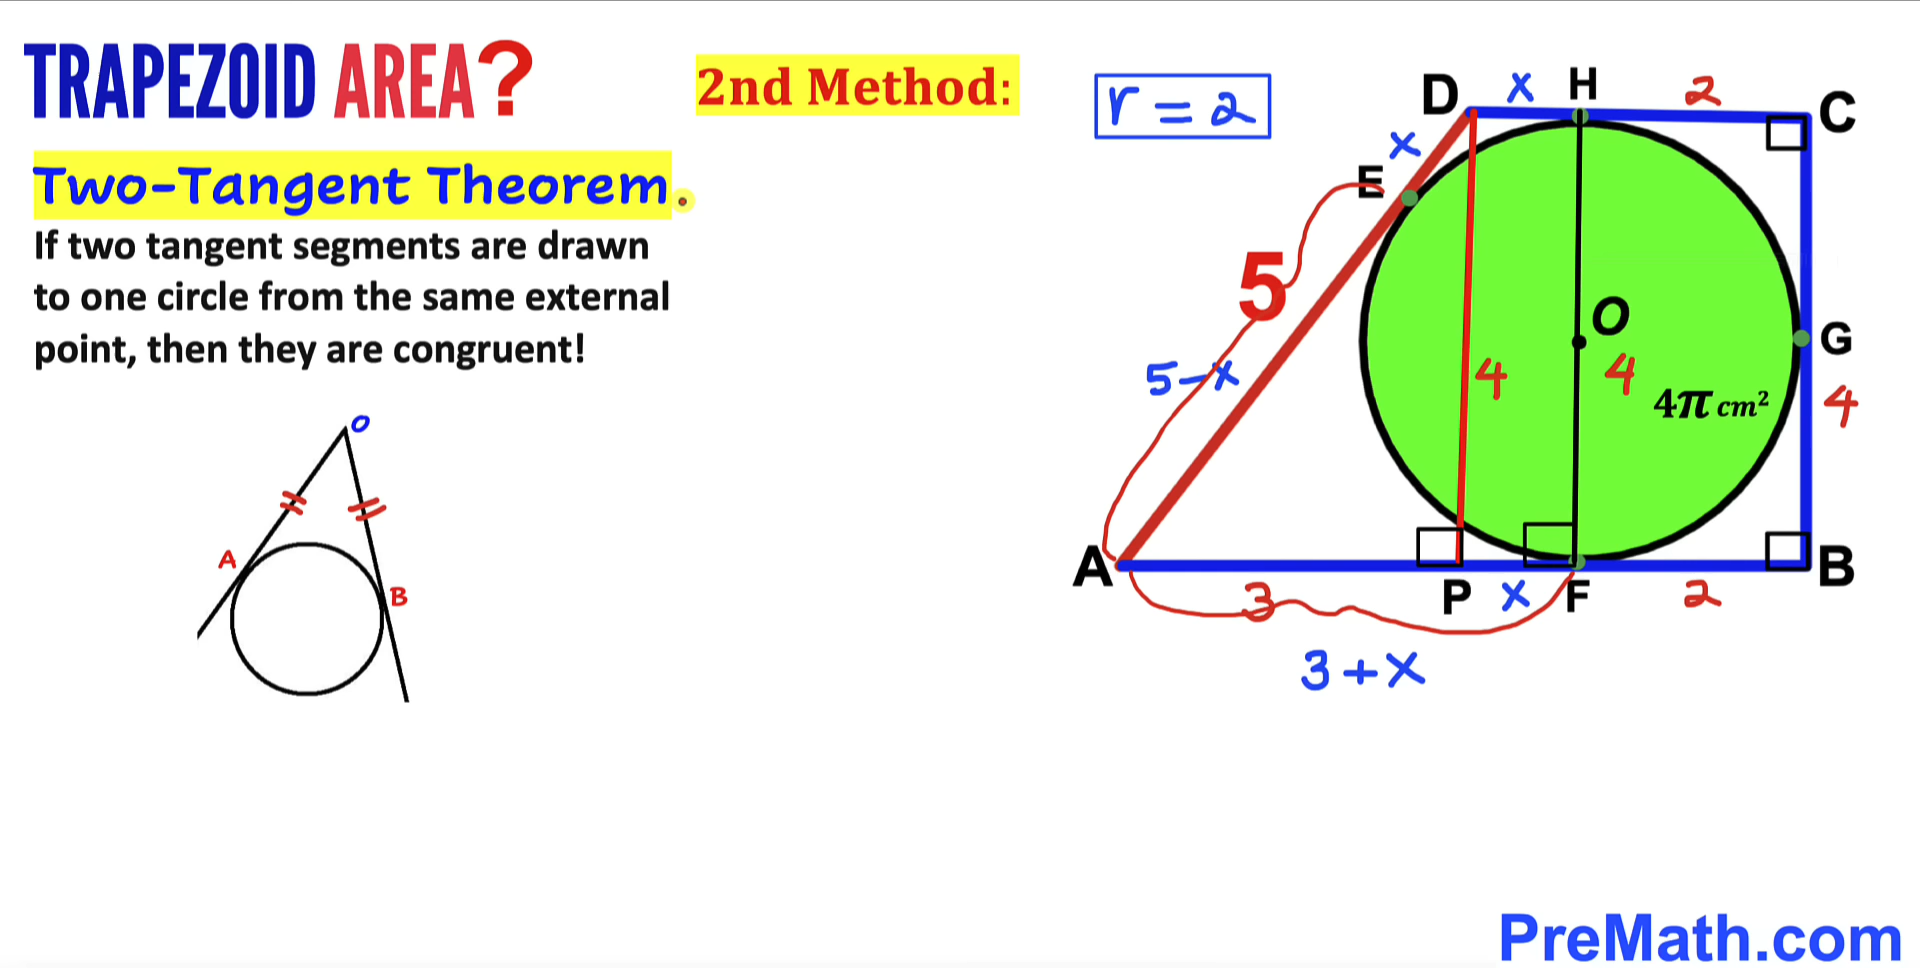 TRAPEZOID AREA?
2nd Method:
r = 2
Two-Tangent Theorem.
If two tangent segments are drawn
to one circle from the same external
point, then they are congruent!
O
A
B
D x H 2 C
x
E
5
5-x
O
4
4
4π cm²
G
4
A
B
3
P x F 2
3+x
PreMath.com